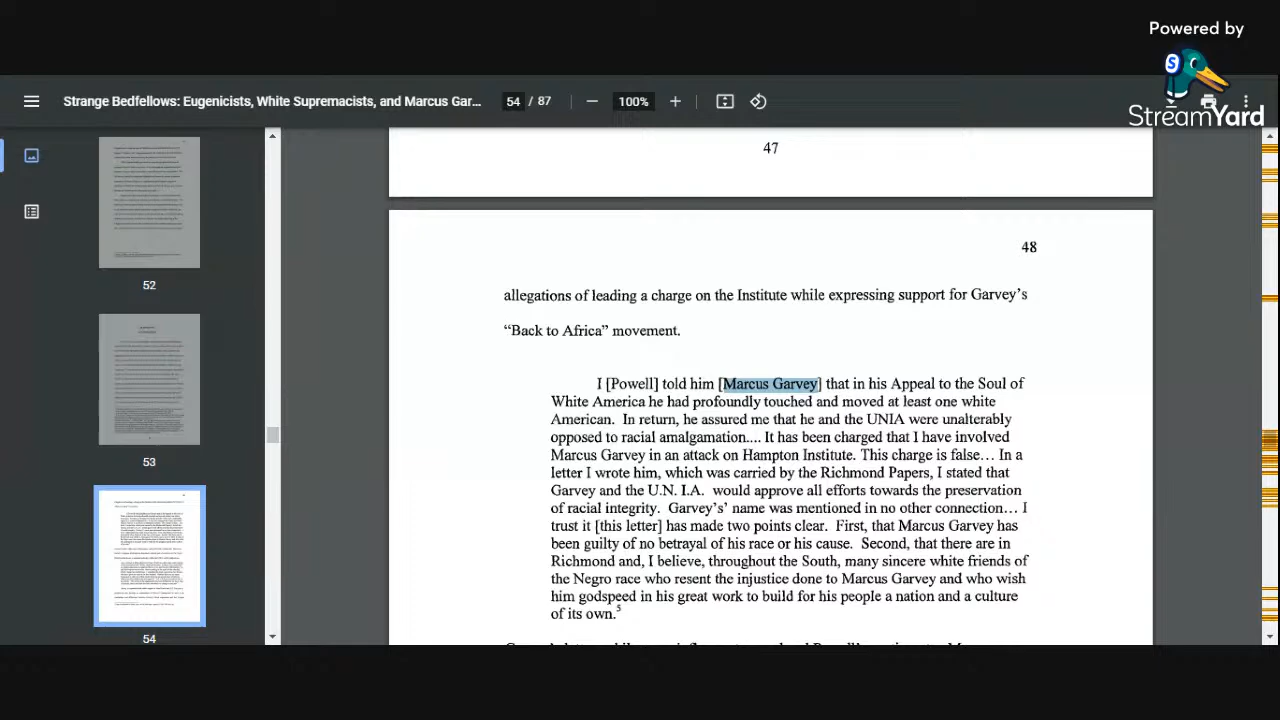 Powered by
StreamYard
Strange Bedfellows: Eugenicists, White Supremacists, and Marcus Gar...
54 / 87
100%
52
53
54
47
48
allegations of leading a charge on the Institute while expressing support for Garvey's
“Back to Africa” movement.
I [Powell] told him [Marcus Garvey] that in his Appeal to the Soul of
White America he had profoundly touched and moved at least one white
American. In return, he assured me that he and the UNIA were unalterably
opposed to racial amalgamation.... It has been charged that I have involved
Marcus Garvey in an attack on Hampton Institute. This charge is false... In a
letter I wrote him, which was carried by the Richmond Papers, I stated that
Garvey and the U.N. I.A. would approve all efforts towards the preservation
of racial integrity. Garvey's' name was mentioned in no other connection... I
trust it [this letter] has made two points clear. First, that Marcus Garvey has
been guilty of no betrayal of his race or his cause. Second, that there are in
Richmond and, I believe, throughout the South, many sincere white friends of
the Negro race who resent the injustice done to Marcus Garvey and who wish
him godspeed in his great work to build for his people a nation and a culture
of its own.5